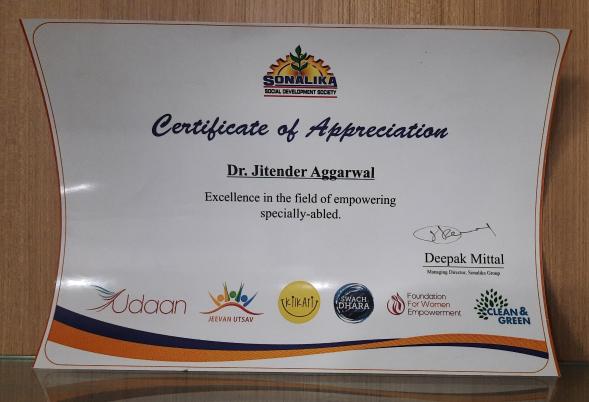 SONALIKA
SOCIAL DEVELOPMENT SOCIETY
Certificate of Appreciation
Dr. Jitender Aggarwal
Excellence in the field of empowering
specially-abled.
Deepak Mittal
Managing Director, Sonalika Group
Udaan
JEEVAN UTSAV
KILKARI
SWACH
DHARA
Foundation
For Women
Empowerment
CLEAN &
GREEN